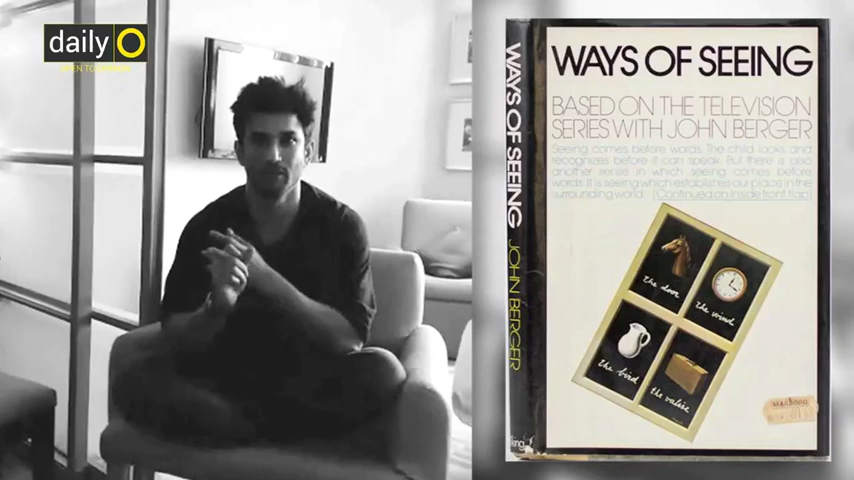 daily O
OPEN TO OPINION
WAYS OF SEEING
JOHN BERGER
WAYS OF SEEING
BASED ON THE TELEVISION
SERIES WITH JOHN BERGER
Seeing comes before words. The child looks and
recognizes before it can speak. But there is also
another sense in which seeing comes before
words. It is seeing which establishes our place in the
surrounding world. (Continued on inside front flap)
the door
the wind
the bird
the valise